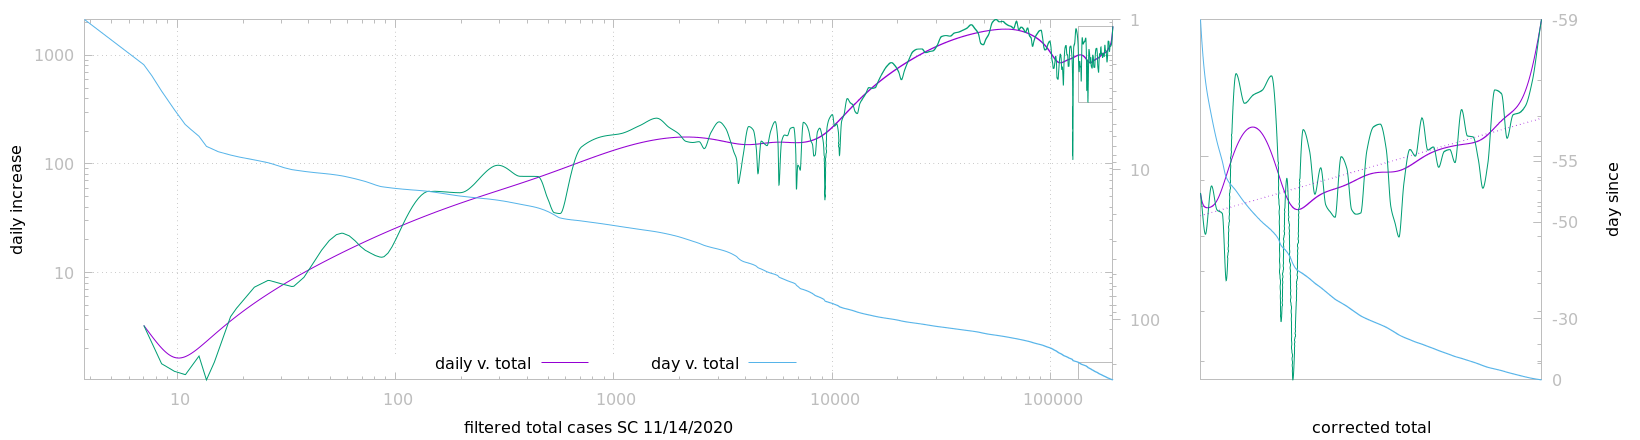 1000
100
10
daily increase
10
100
1000
10000
100000
filtered total cases SC 11/14/2020
daily v. total
day v. total
1
10
100
-59
-55
-50
-30
0
day since
corrected total